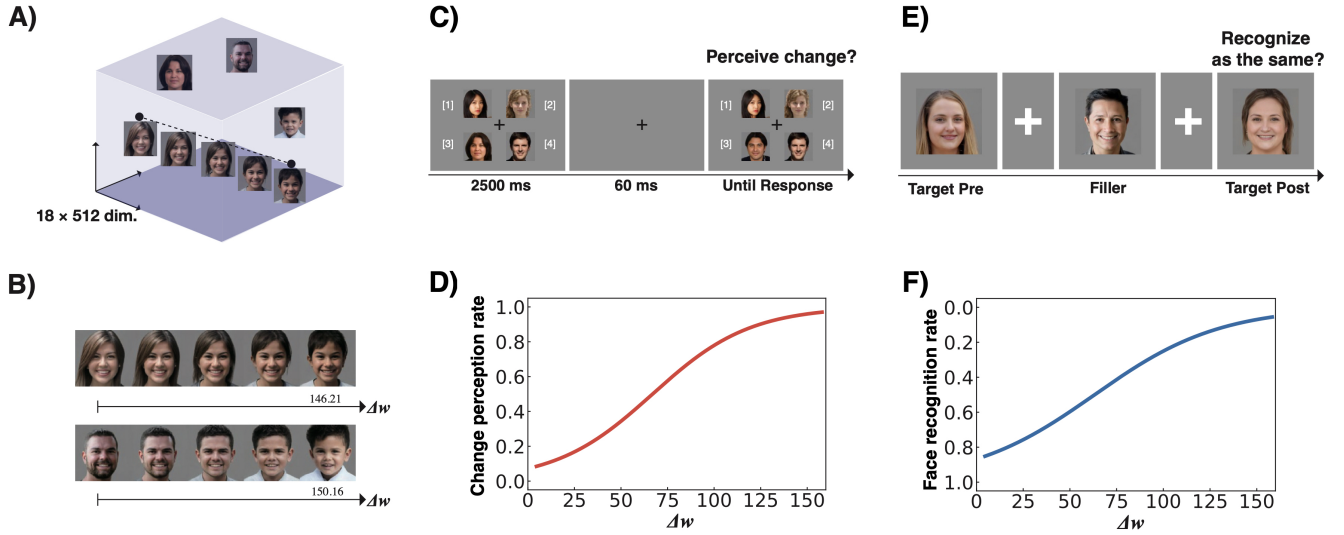 A)
18 × 512 dim.
B)
146.21
Δw
150.16
Δw
C)
Perceive change?
[1] [2]
[3] [4]
[1] [2]
[3] [4]
2500 ms 60 ms Until Response
D)
Change perception rate
1.0
0.8
0.6
0.4
0.2
0.0
0 25 50 75 100 125 150
Δw
E)
Recognize
as the same?
Target Pre Filler Target Post
F)
Face recognition rate
0.0
0.2
0.4
0.6
0.8
1.0
0 25 50 75 100 125 150
Δw